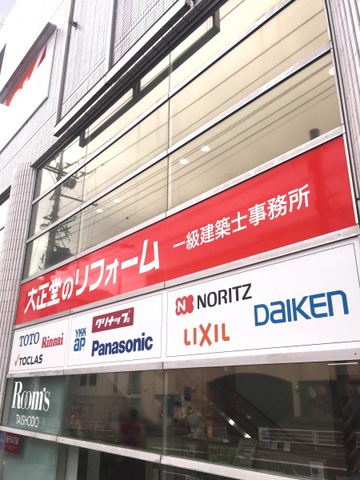 大正堂のリフォーム 一級建築士事務所
TOTO Rinnai
TOCLAS
YKK
ap
クリナップ
Panasonic
NORITZ
LIXIL
DAIKEN
Room's
TAISHODO